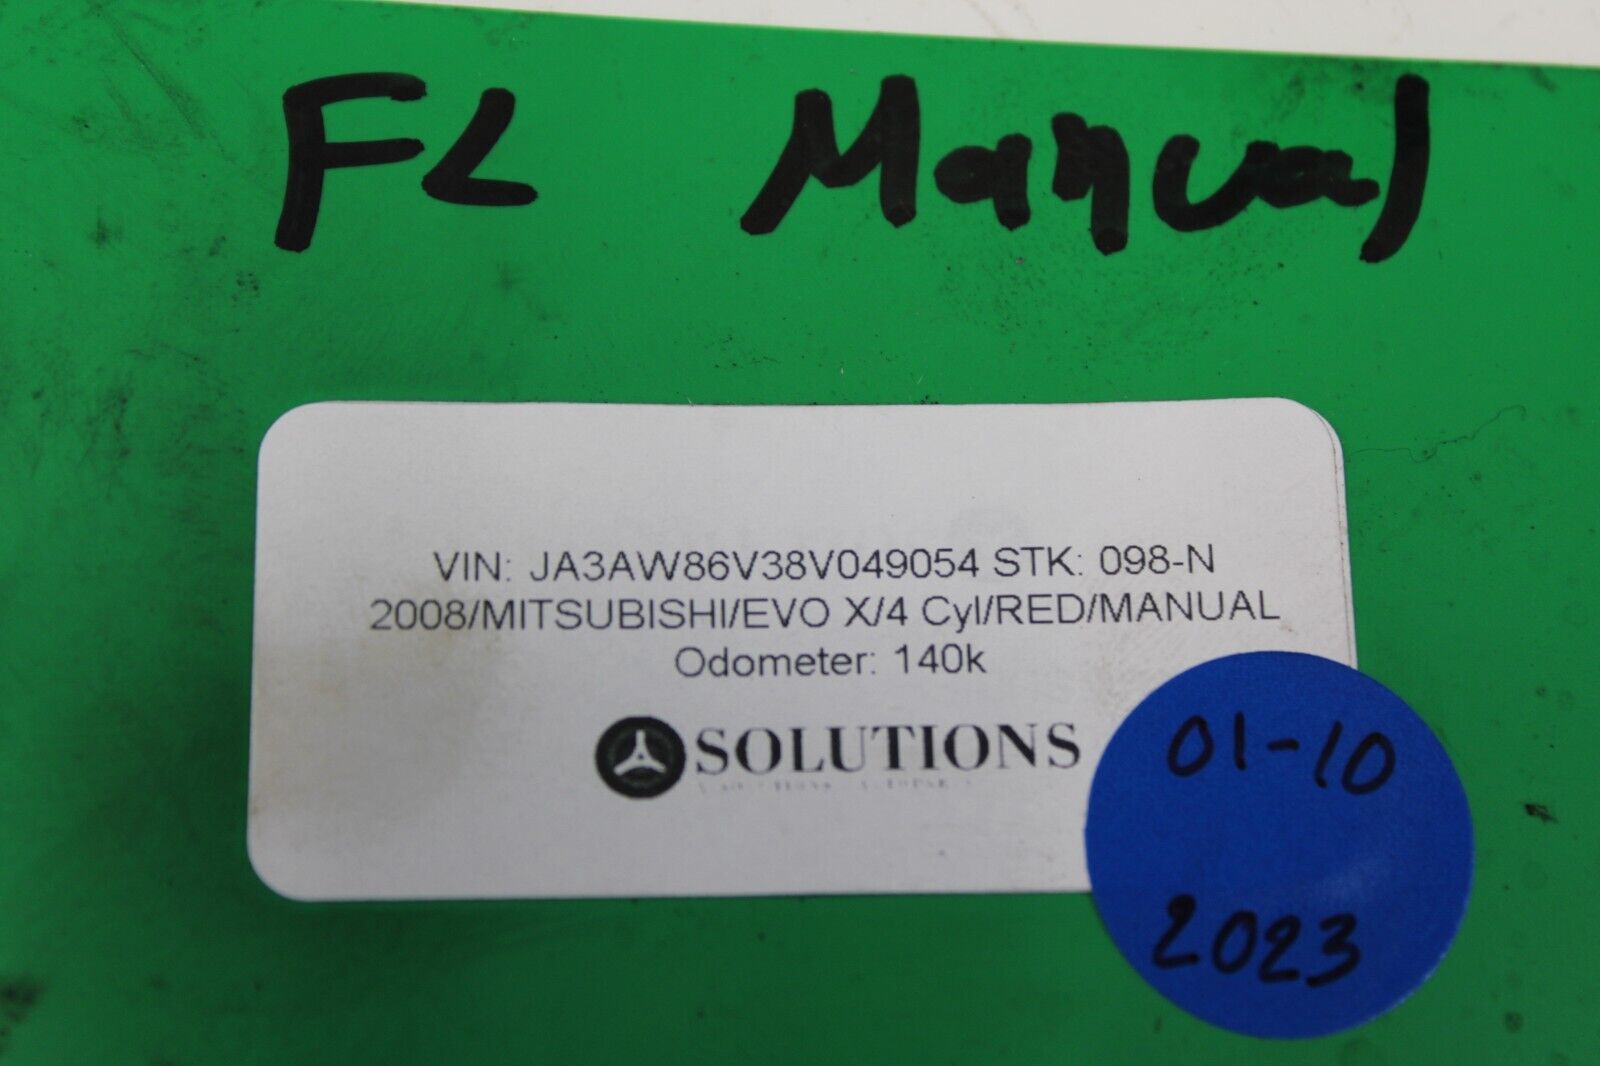 FL Manual
VIN: JA3AW86V38V049054 STK: 098-N
2008/MITSUBISHI/EVO X/4 Cyl/RED/MANUAL
Odometer: 140k
SOLUTIONS
01-10
2023